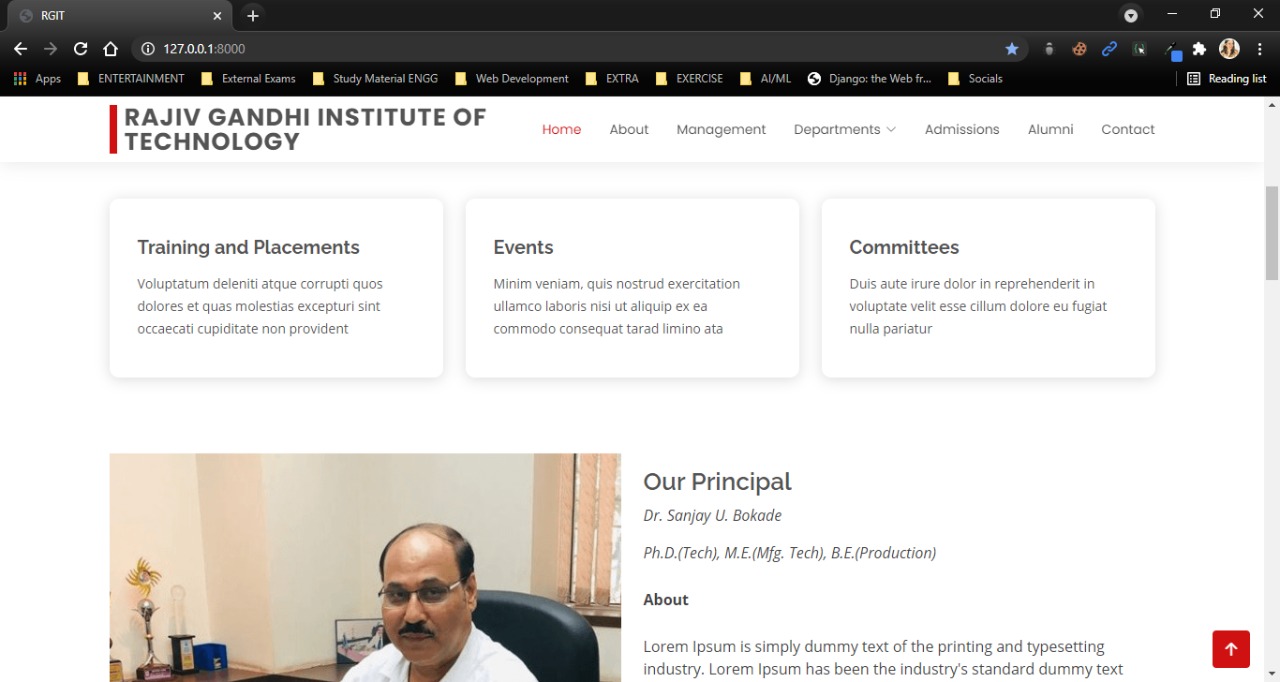 RGIT
127.0.0.1:8000
Apps ENTERTAINMENT External Exams Study Material ENGG Web Development EXTRA EXERCISE AI/ML Django: the Web fr... Socials Reading list
RAJIV GANDHI INSTITUTE OF
TECHNOLOGY
Home About Management Departments Admissions Alumni Contact
Training and Placements
Voluptatum deleniti atque corrupti quos
dolores et quas molestias excepturi sint
occaecati cupiditate non provident
Events
Minim veniam, quis nostrud exercitation
ullamco laboris nisi ut aliquip ex ea
commodo consequat tarad limino ata
Committees
Duis aute irure dolor in reprehenderit in
voluptate velit esse cillum dolore eu fugiat
nulla pariatur
Our Principal
Dr. Sanjay U. Bokade
Ph.D.(Tech), M.E.(Mfg. Tech), B.E.(Production)
About
Lorem Ipsum is simply dummy text of the printing and typesetting
industry. Lorem Ipsum has been the industry's standard dummy text